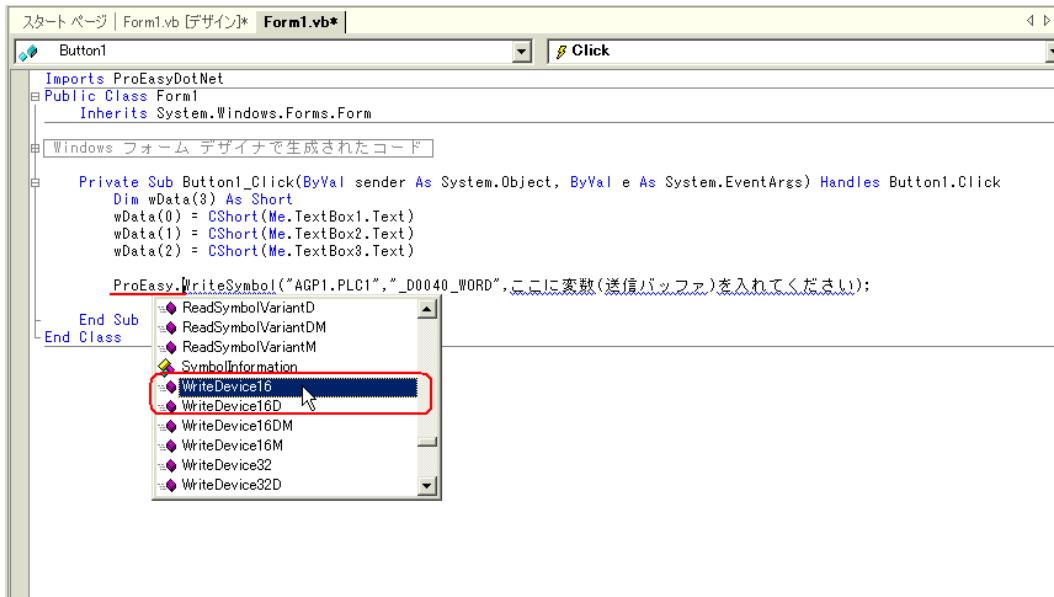 スタート ページ Form1.vb [デザイン]* Form1.vb*
Button1 Click
Imports ProEasyDotNet
Public Class Form1
Inherits System.Windows.Forms.Form
Windows フォーム デザイナで生成されたコード
Private Sub Button1_Click(ByVal sender As System.Object, ByVal e As System.EventArgs) Handles Button1.Click
Dim wData(3) As Short
wData(0) = CShort(Me.TextBox1.Text)
wData(1) = CShort(Me.TextBox2.Text)
wData(2) = CShort(Me.TextBox3.Text)
ProEasy.WriteSymbol("AGP1.PLC1","_D0040_WORD",ここに変数(送信バッファ)を入れてください);
ReadSymbolVariantD
End Sub
ReadSymbolVariantDM
End Class
ReadSymbolVariantM
SymbolInformation
WriteDevice16
WriteDevice16D
WriteDevice16DM
WriteDevice16M
WriteDevice32
WriteDevice32D